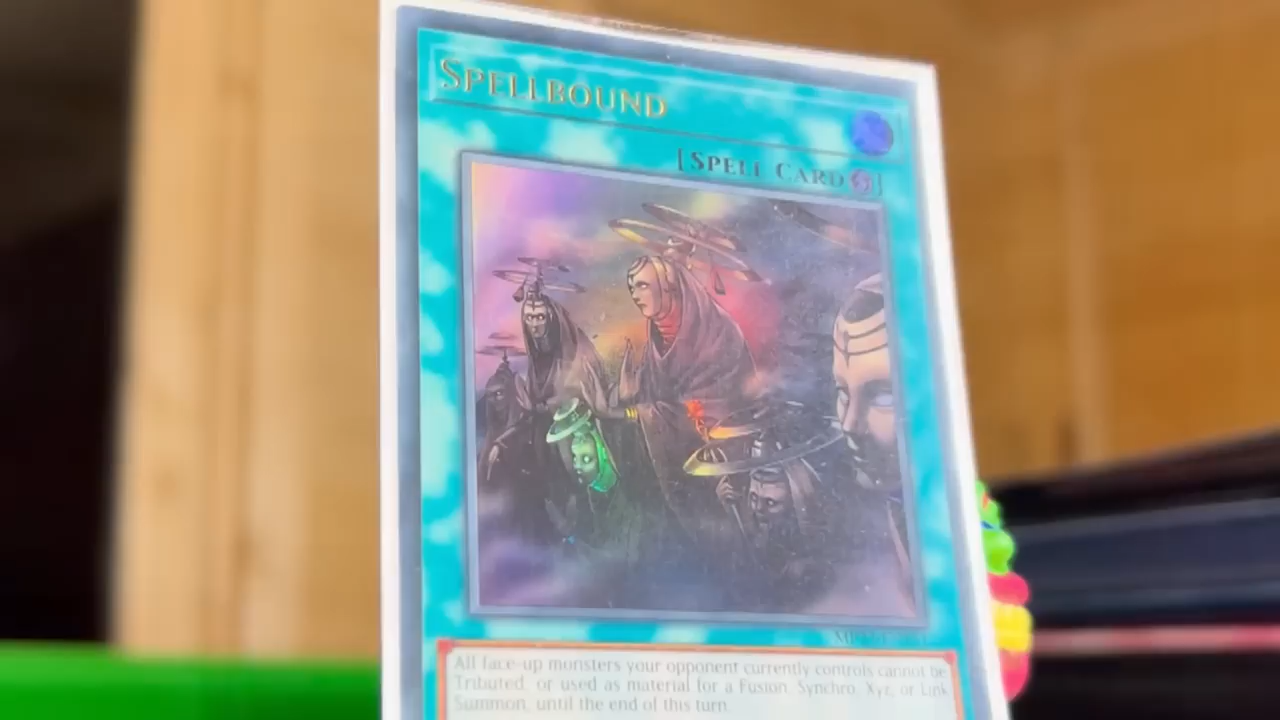 SPELLBOUND
[SPELL CARD]
All face-up monsters your opponent currently controls cannot be
Tributed, or used as material for a Fusion, Synchro, Xyz, or Link
Summon, until the end of this turn.